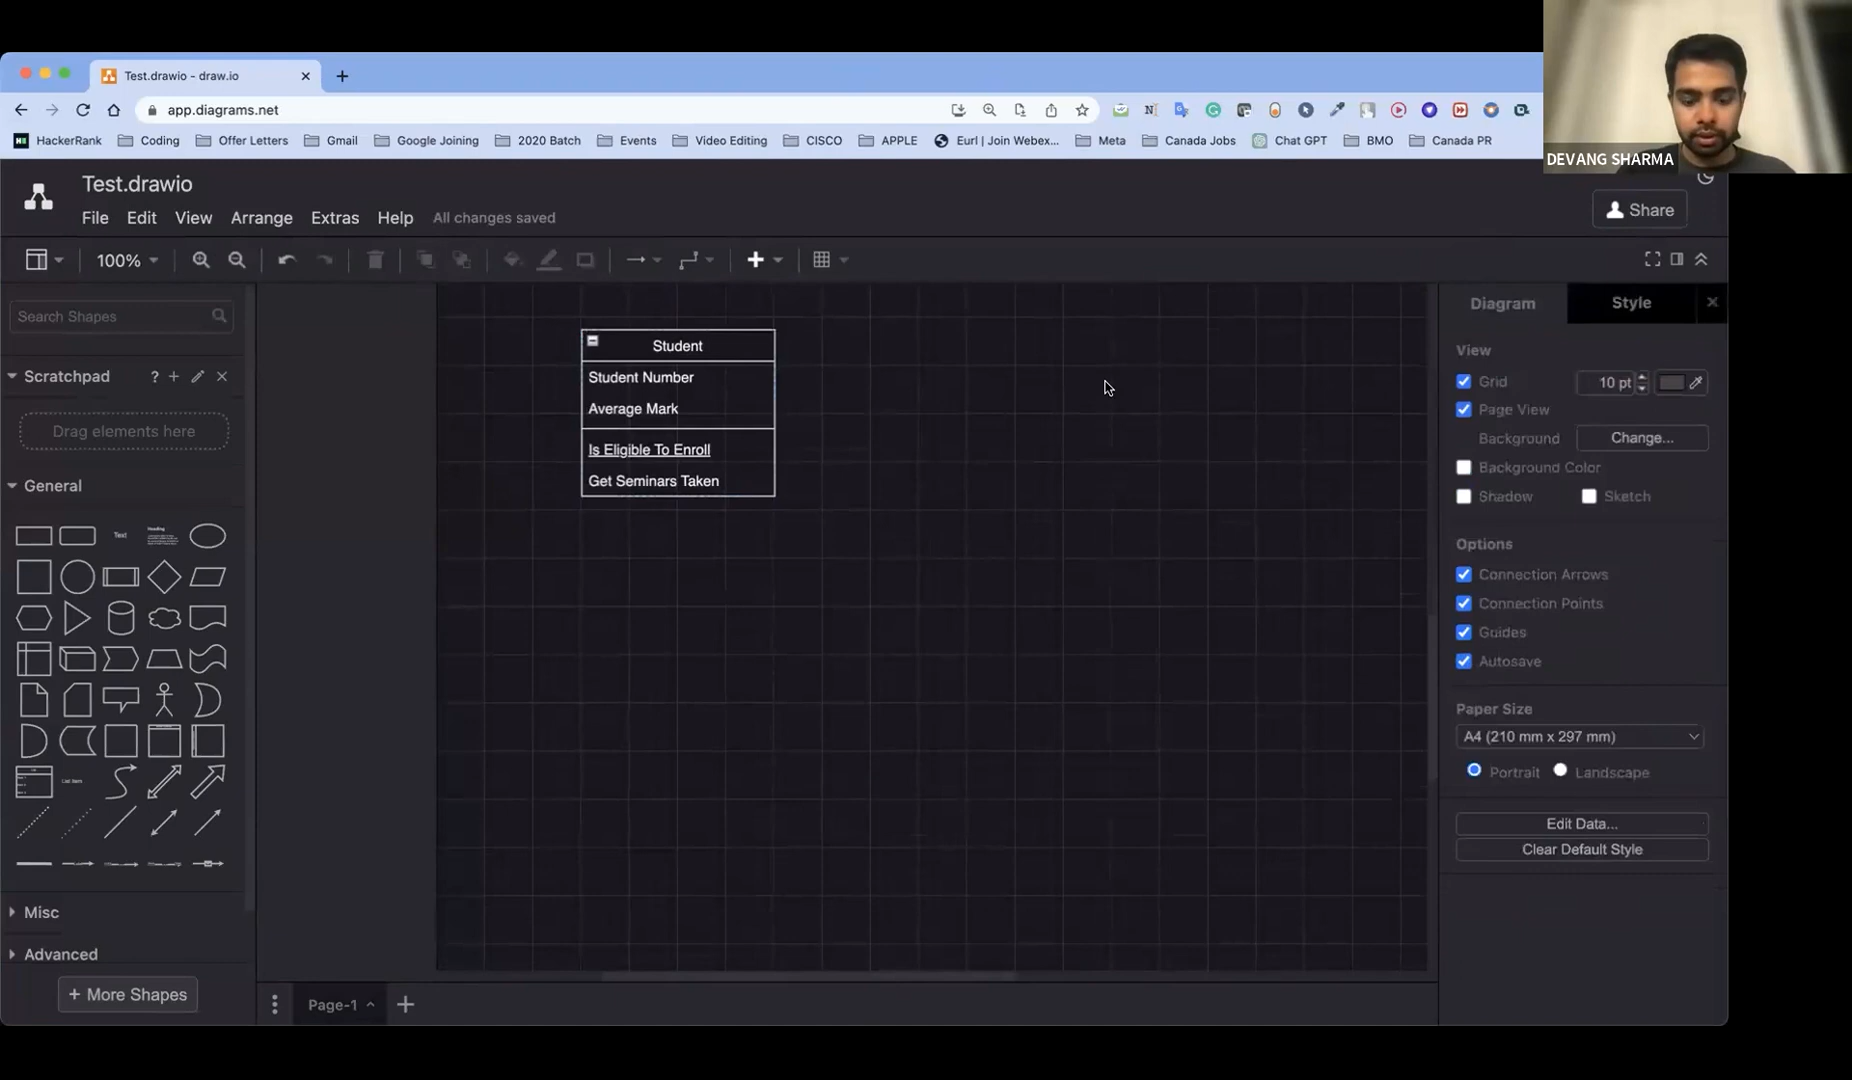 Test.drawio - draw.io
app.diagrams.net
HackerRank
Coding
Offer Letters
Gmail
Google Joining
2020 Batch
Events
Video Editing
CISCO
APPLE
Eurl | Join Webex...
Meta
Canada Jobs
Chat GPT
BMO
Canada PR
DEVANG SHARMA
Test.drawio
File
Edit
View
Arrange
Extras
Help
All changes saved
Share
100%
Search Shapes
Scratchpad
?
Drag elements here
General
Text
Heading
List Item
Misc
Advanced
+ More Shapes
Student
Student Number
Average Mark
Is Eligible To Enroll
Get Seminars Taken
Page-1
Diagram
Style
View
Grid
10 pt
Page View
Background
Change...
Background Color
Shadow
Sketch
Options
Connection Arrows
Connection Points
Guides
Autosave
Paper Size
A4 (210 mm x 297 mm)
Portrait
Landscape
Edit Data...
Clear Default Style